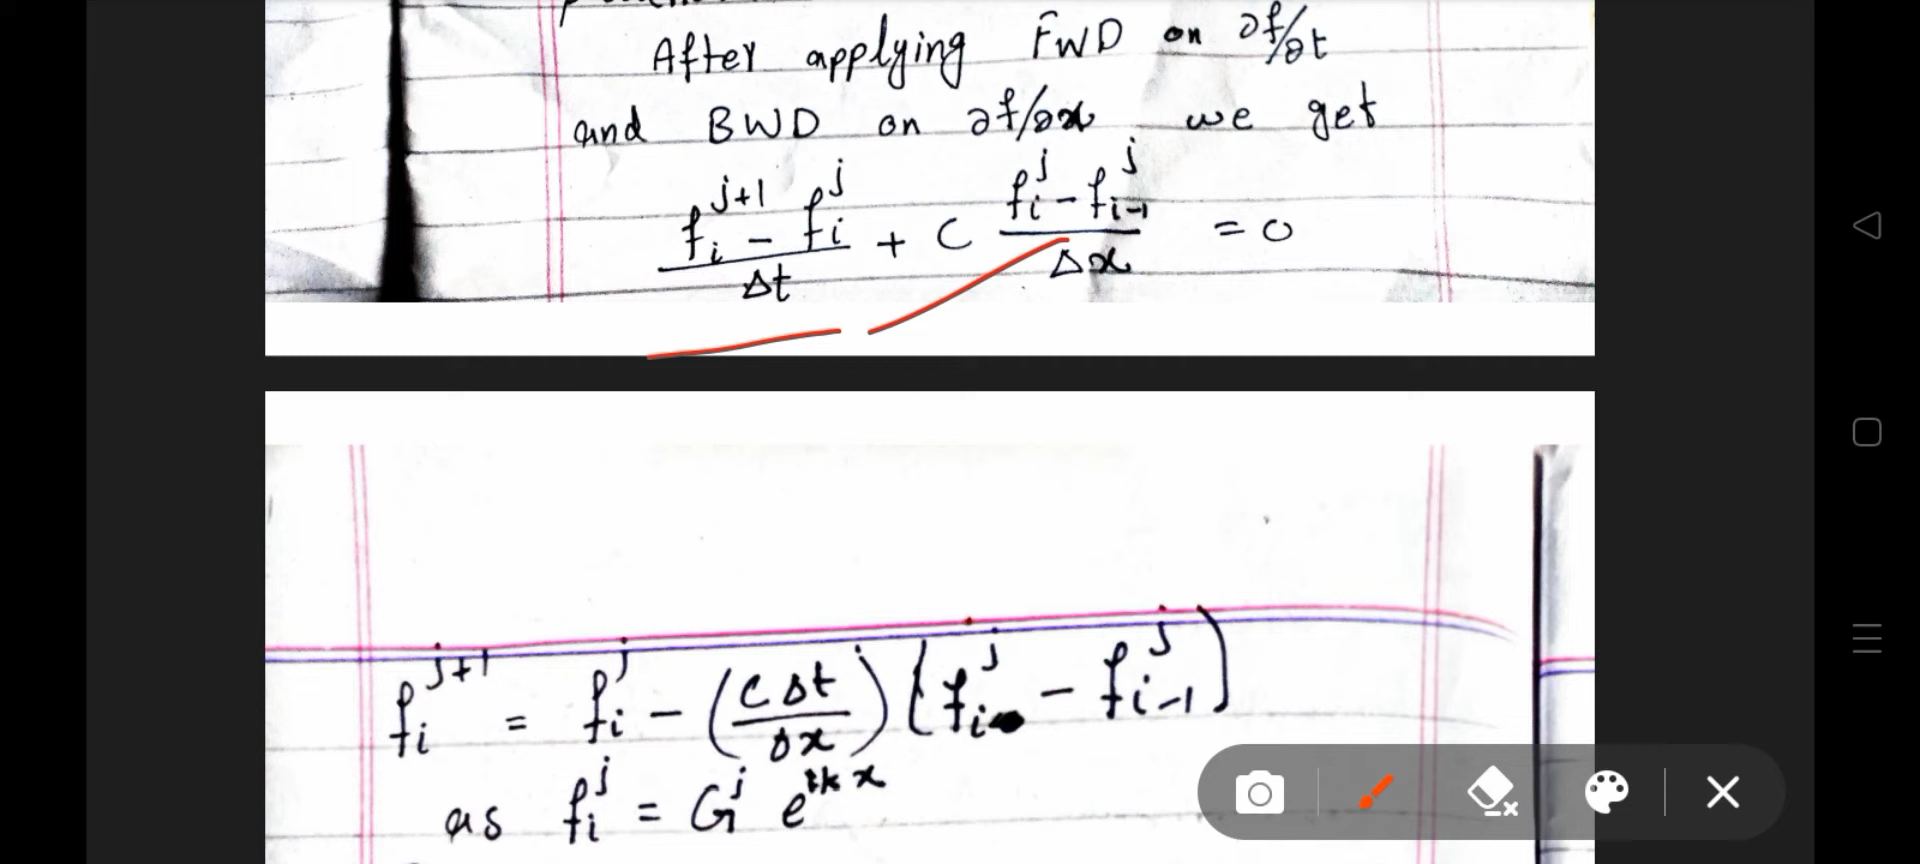 After applying FWD on ∂f/∂t
and BWD on ∂f/∂x we get
(f_i^{j+1} - f_i^j)/Δt + C (f_i^j - f_{i-1}^j)/Δx = 0
f_i^{j+1} = f_i^j - (CΔt/Δx)(f_i^j - f_{i-1}^j)
as f_i^j = G^j e^{ikx}